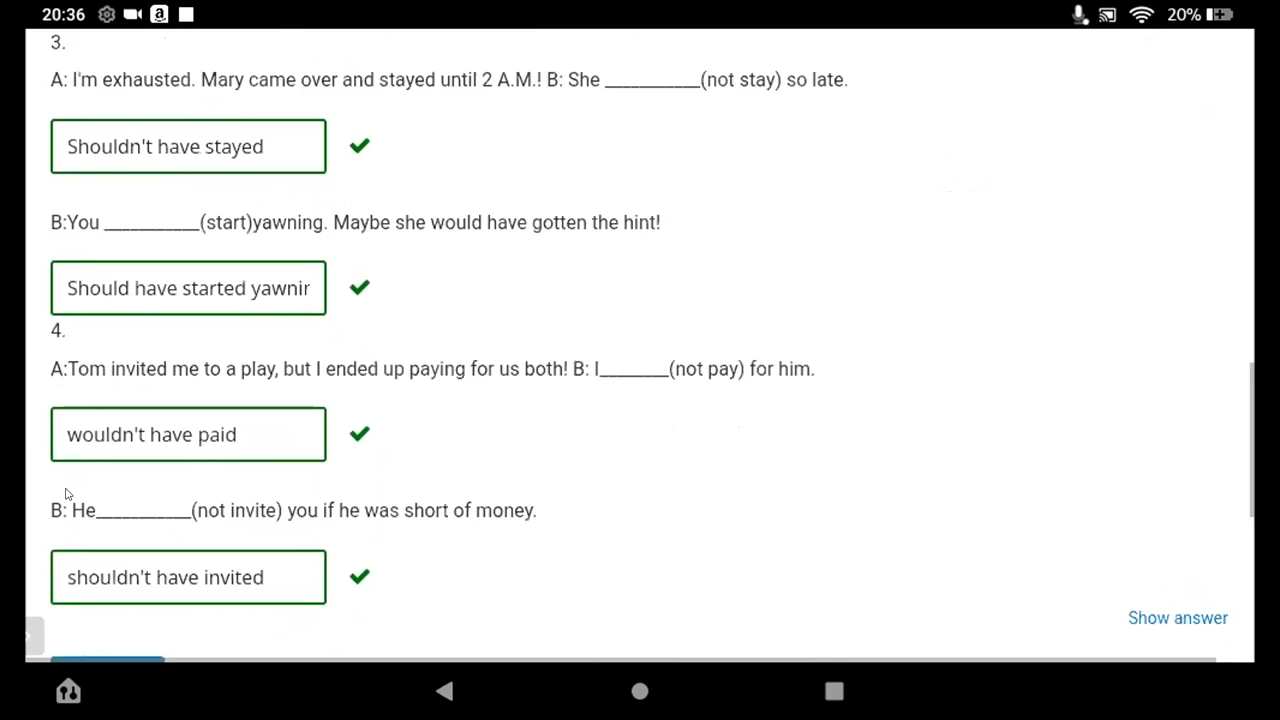 20:36 20%
3.
A: I'm exhausted. Mary came over and stayed until 2 A.M.! B: She ___________(not stay) so late.
Shouldn't have stayed
B:You ___________(start)yawning. Maybe she would have gotten the hint!
Should have started yawnir
4.
A:Tom invited me to a play, but I ended up paying for us both! B: I________(not pay) for him.
wouldn't have paid
B: He___________(not invite) you if he was short of money.
shouldn't have invited
Show answer